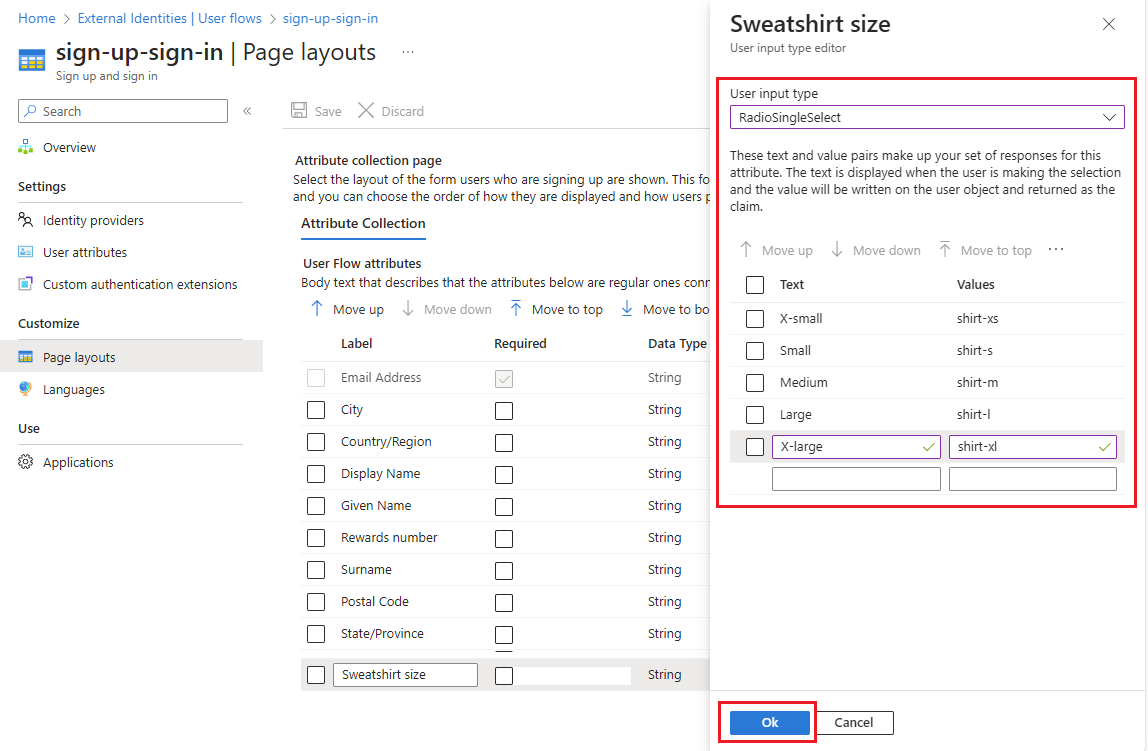 Home > External Identities | User flows > sign-up-sign-in
sign-up-sign-in | Page layouts ...
Sign up and sign in
Search
«
Overview
Settings
Identity providers
User attributes
Custom authentication extensions
Customize
Page layouts
Languages
Use
Applications
Save Discard
Attribute collection page
Select the layout of the form users who are signing up are shown. This fo
and you can choose the order of how they are displayed and how users p
Attribute Collection
User Flow attributes
Body text that describes that the attributes below are regular ones conn
Move up Move down Move to top Move to bo
Label Required Data Type
Email Address String
City String
Country/Region String
Display Name String
Given Name String
Rewards number String
Surname String
Postal Code String
State/Province String
Sweatshirt size String
Sweatshirt size
User input type editor
User input type
RadioSingleSelect
These text and value pairs make up your set of responses for this
attribute. The text is displayed when the user is making the selection
and the value will be written on the user object and returned as the
claim.
Move up Move down Move to top ...
Text Values
X-small shirt-xs
Small shirt-s
Medium shirt-m
Large shirt-l
X-large shirt-xl
Ok Cancel